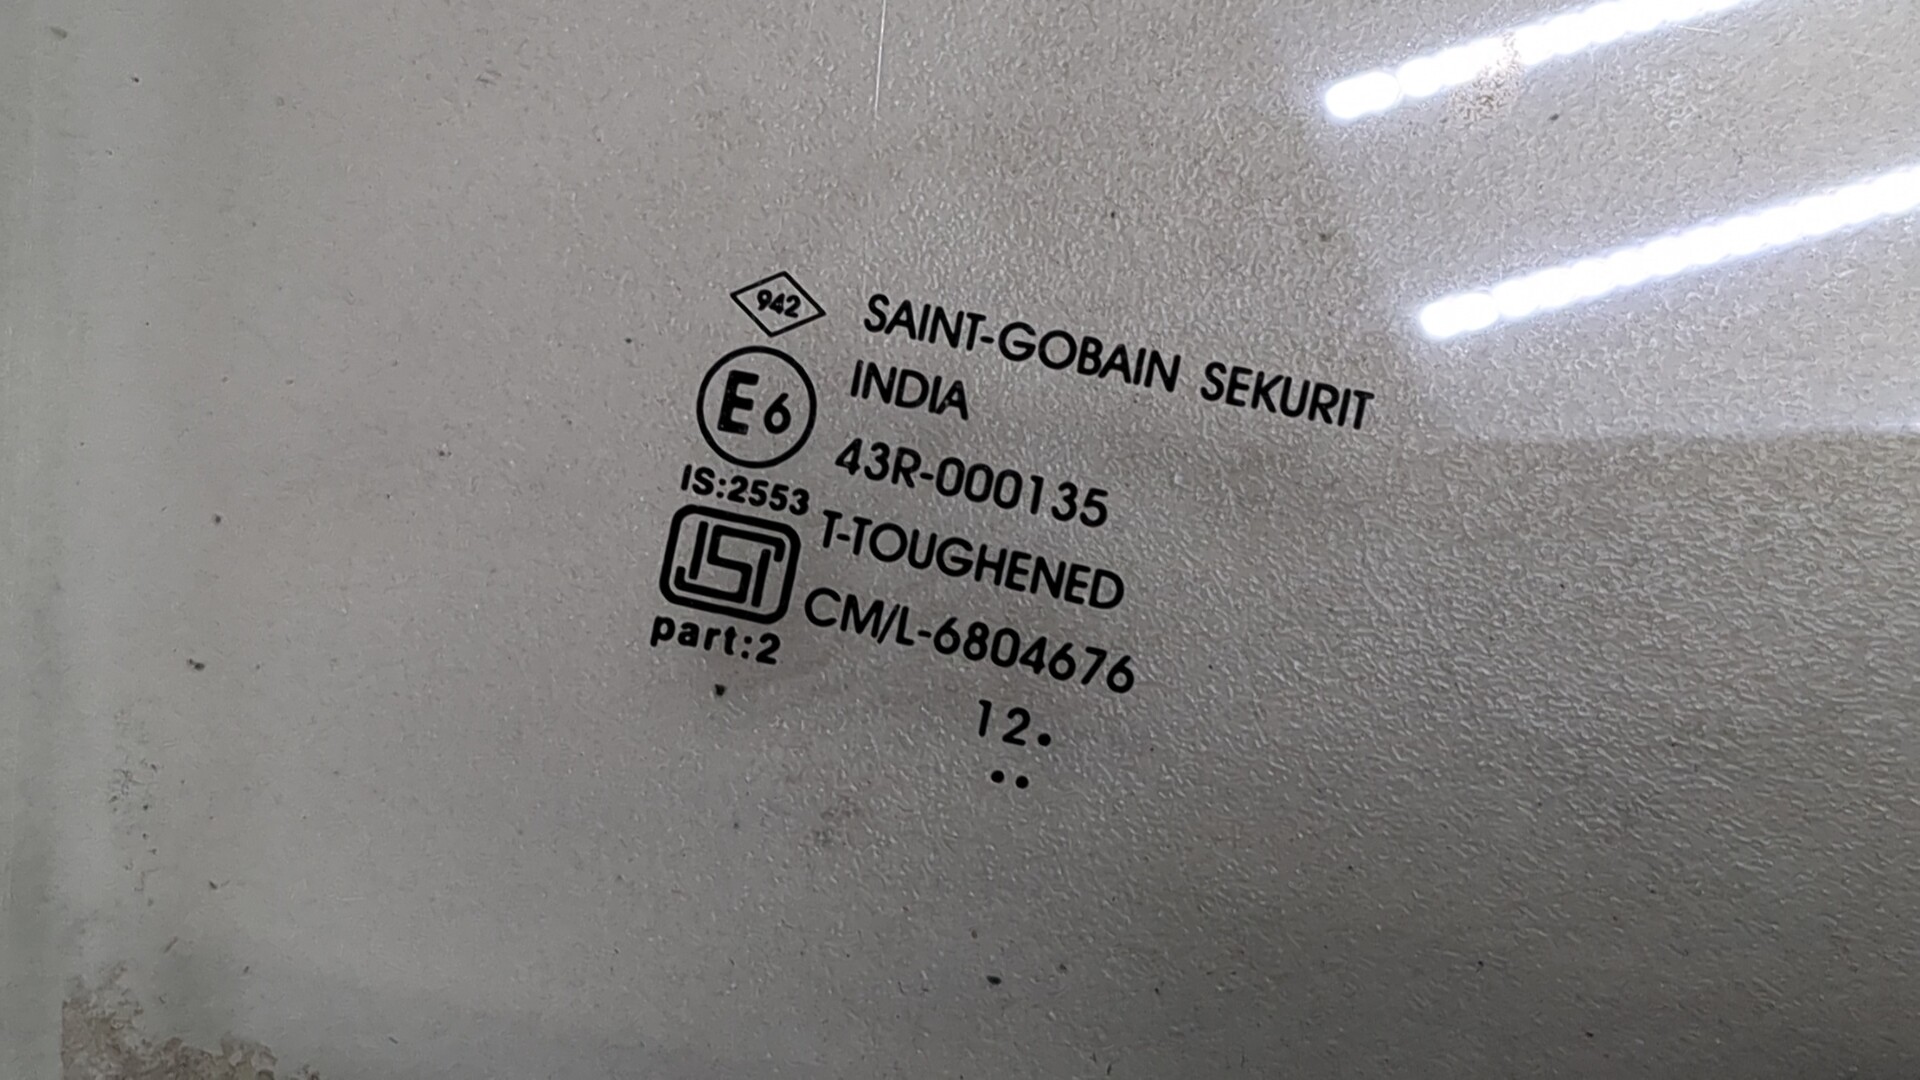 942 SAINT-GOBAIN SEKURIT
E6 INDIA
43R-000135
IS:2553
T-TOUGHENED
ISI CM/L-6804676
part:2
12.
..